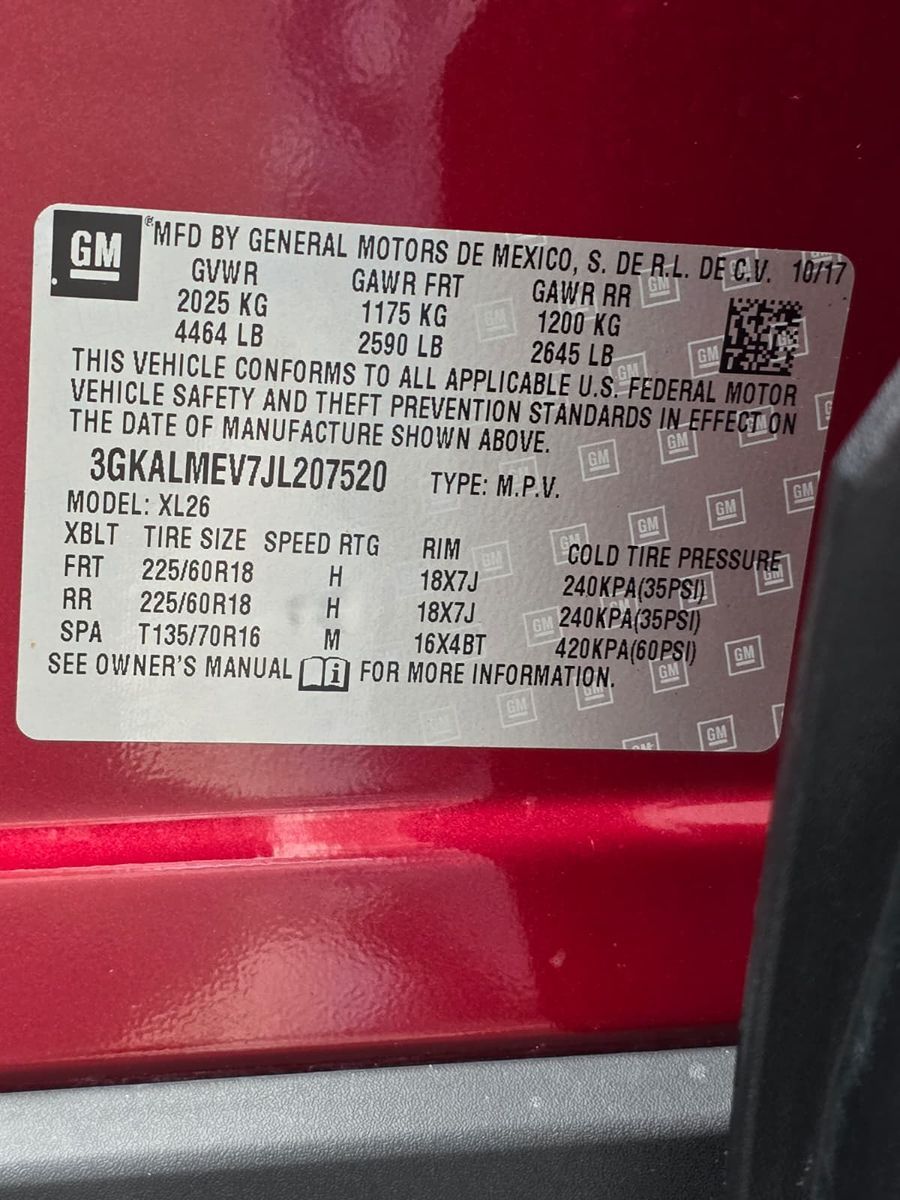 GM
®MFD BY GENERAL MOTORS DE MEXICO, S. DE R.L. DE C.V. 10/17
GVWR GAWR FRT GAWR RR
2025 KG 1175 KG 1200 KG
4464 LB 2590 LB 2645 LB
THIS VEHICLE CONFORMS TO ALL APPLICABLE U.S. FEDERAL MOTOR
VEHICLE SAFETY AND THEFT PREVENTION STANDARDS IN EFFECT ON
THE DATE OF MANUFACTURE SHOWN ABOVE.
3GKALMEV7JL207520 TYPE: M.P.V.
MODEL: XL26
XBLT TIRE SIZE SPEED RTG RIM COLD TIRE PRESSURE
FRT 225/60R18 H 18X7J 240KPA(35PSI)
RR 225/60R18 H 18X7J 240KPA(35PSI)
SPA T135/70R16 M 16X4BT 420KPA(60PSI)
SEE OWNER'S MANUAL i FOR MORE INFORMATION.